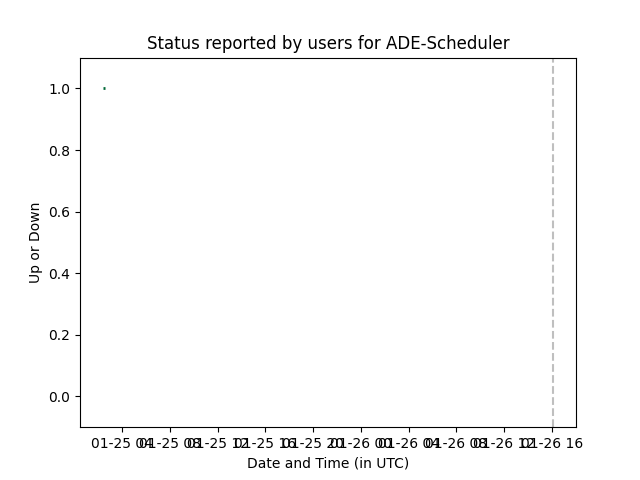 Status reported by users for ADE-Scheduler
Up or Down
1.0
0.8
0.6
0.4
0.2
0.0
01-25 04 01-25 08 01-25 12 01-25 16 01-25 20 01-26 00 01-26 04 01-26 08 01-26 12 01-26 16
Date and Time (in UTC)